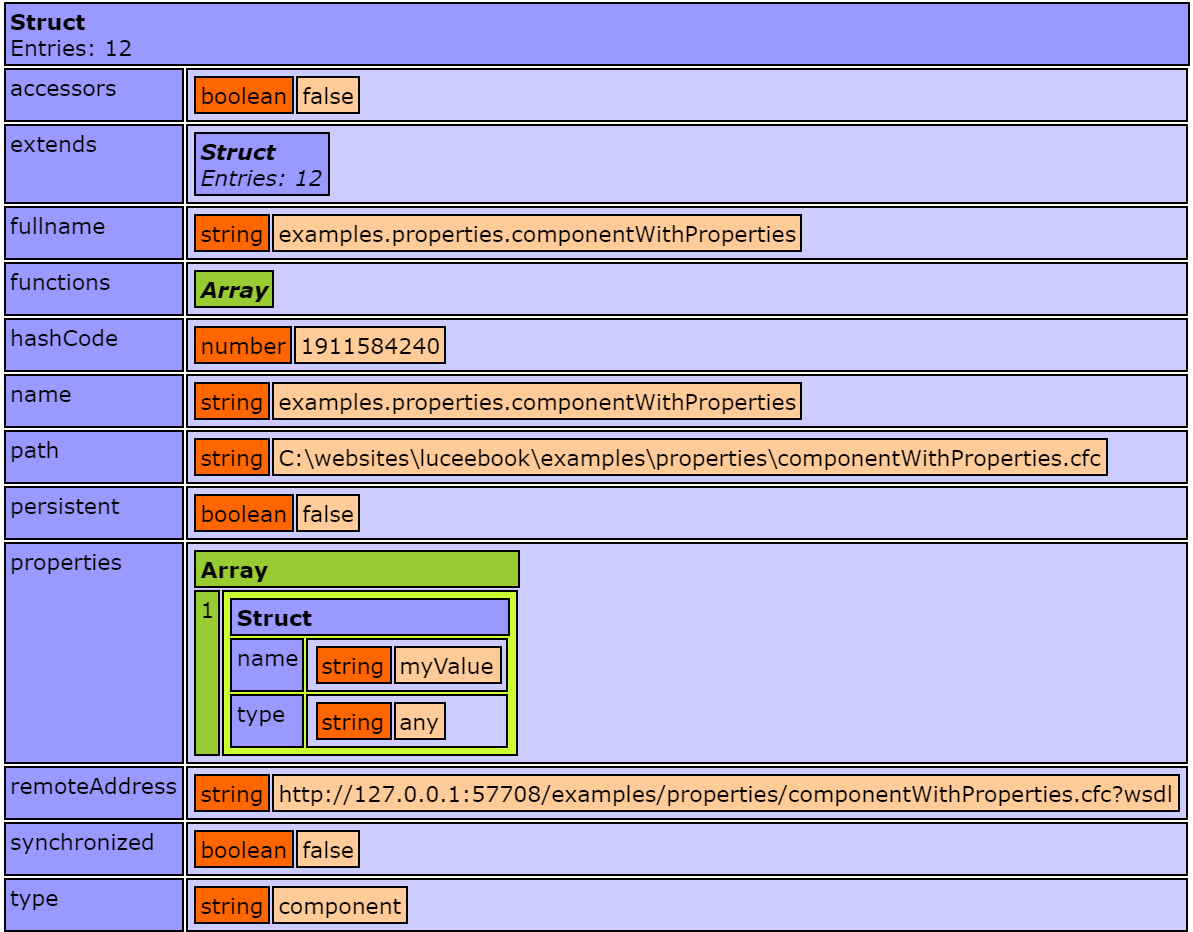 Struct
Entries: 12
accessors boolean false
extends Struct
Entries: 12
fullname string examples.properties.componentWithProperties
functions Array
hashCode number 1911584240
name string examples.properties.componentWithProperties
path string C:\websites\luceebook\examples\properties\componentWithProperties.cfc
persistent boolean false
properties Array
1 Struct
name string myValue
type string any
remoteAddress string http://127.0.0.1:57708/examples/properties/componentWithProperties.cfc?wsdl
synchronized boolean false
type string component